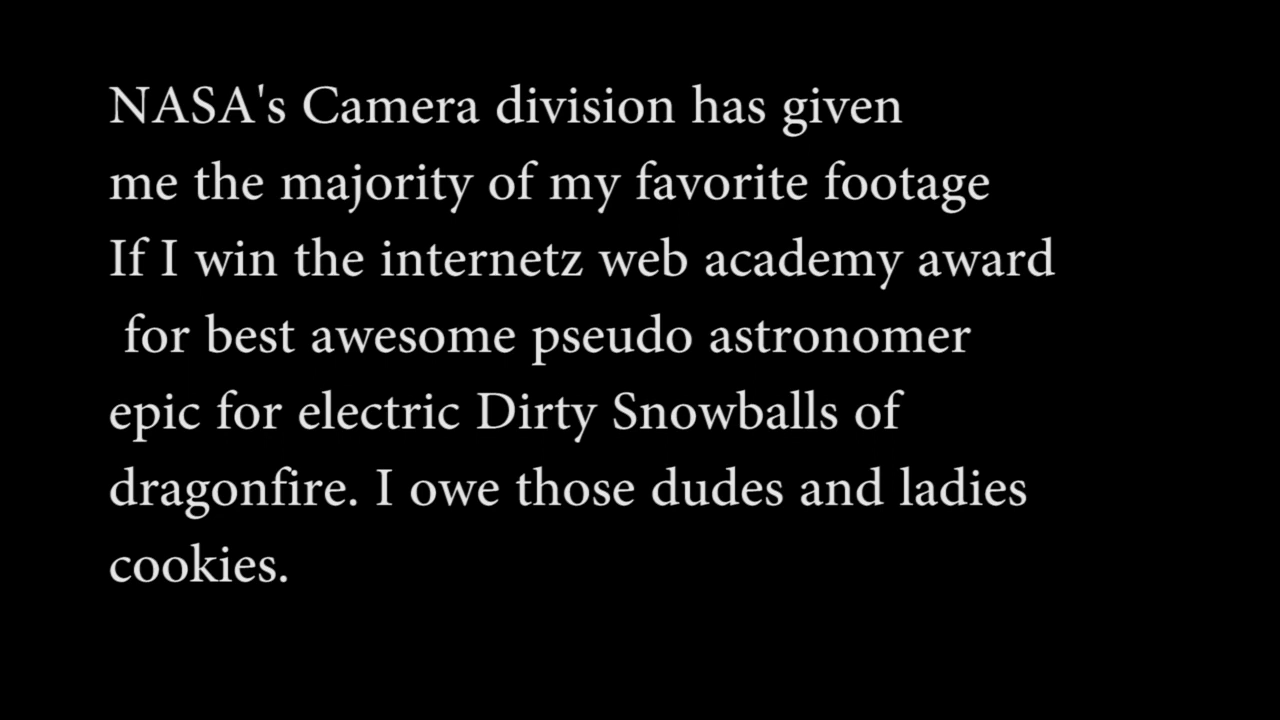 NASA's Camera division has given
me the majority of my favorite footage
If I win the internetz web academy award
for best awesome pseudo astronomer
epic for electric Dirty Snowballs of
dragonfire. I owe those dudes and ladies
cookies.